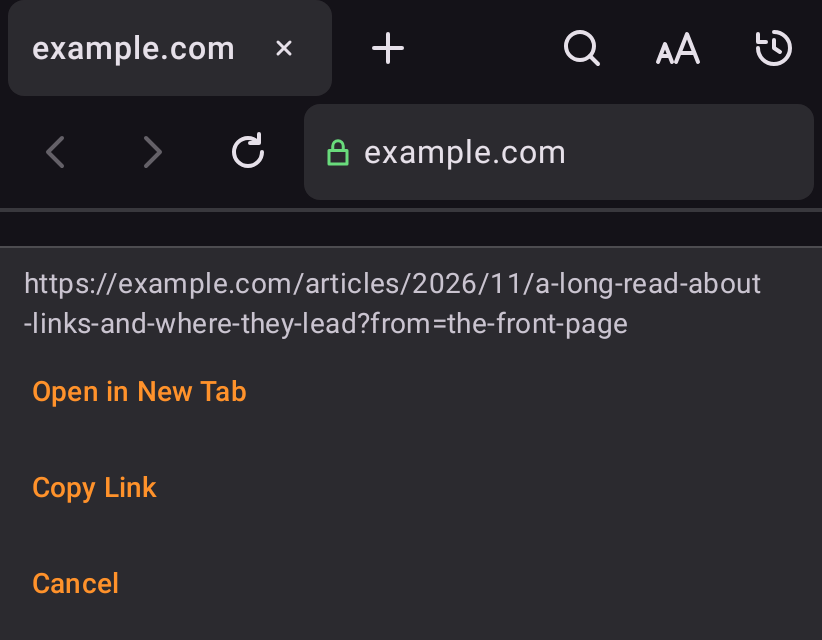 example.com
example.com
https://example.com/articles/2026/11/a-long-read-about
-links-and-where-they-lead?from=the-front-page
Open in New Tab
Copy Link
Cancel